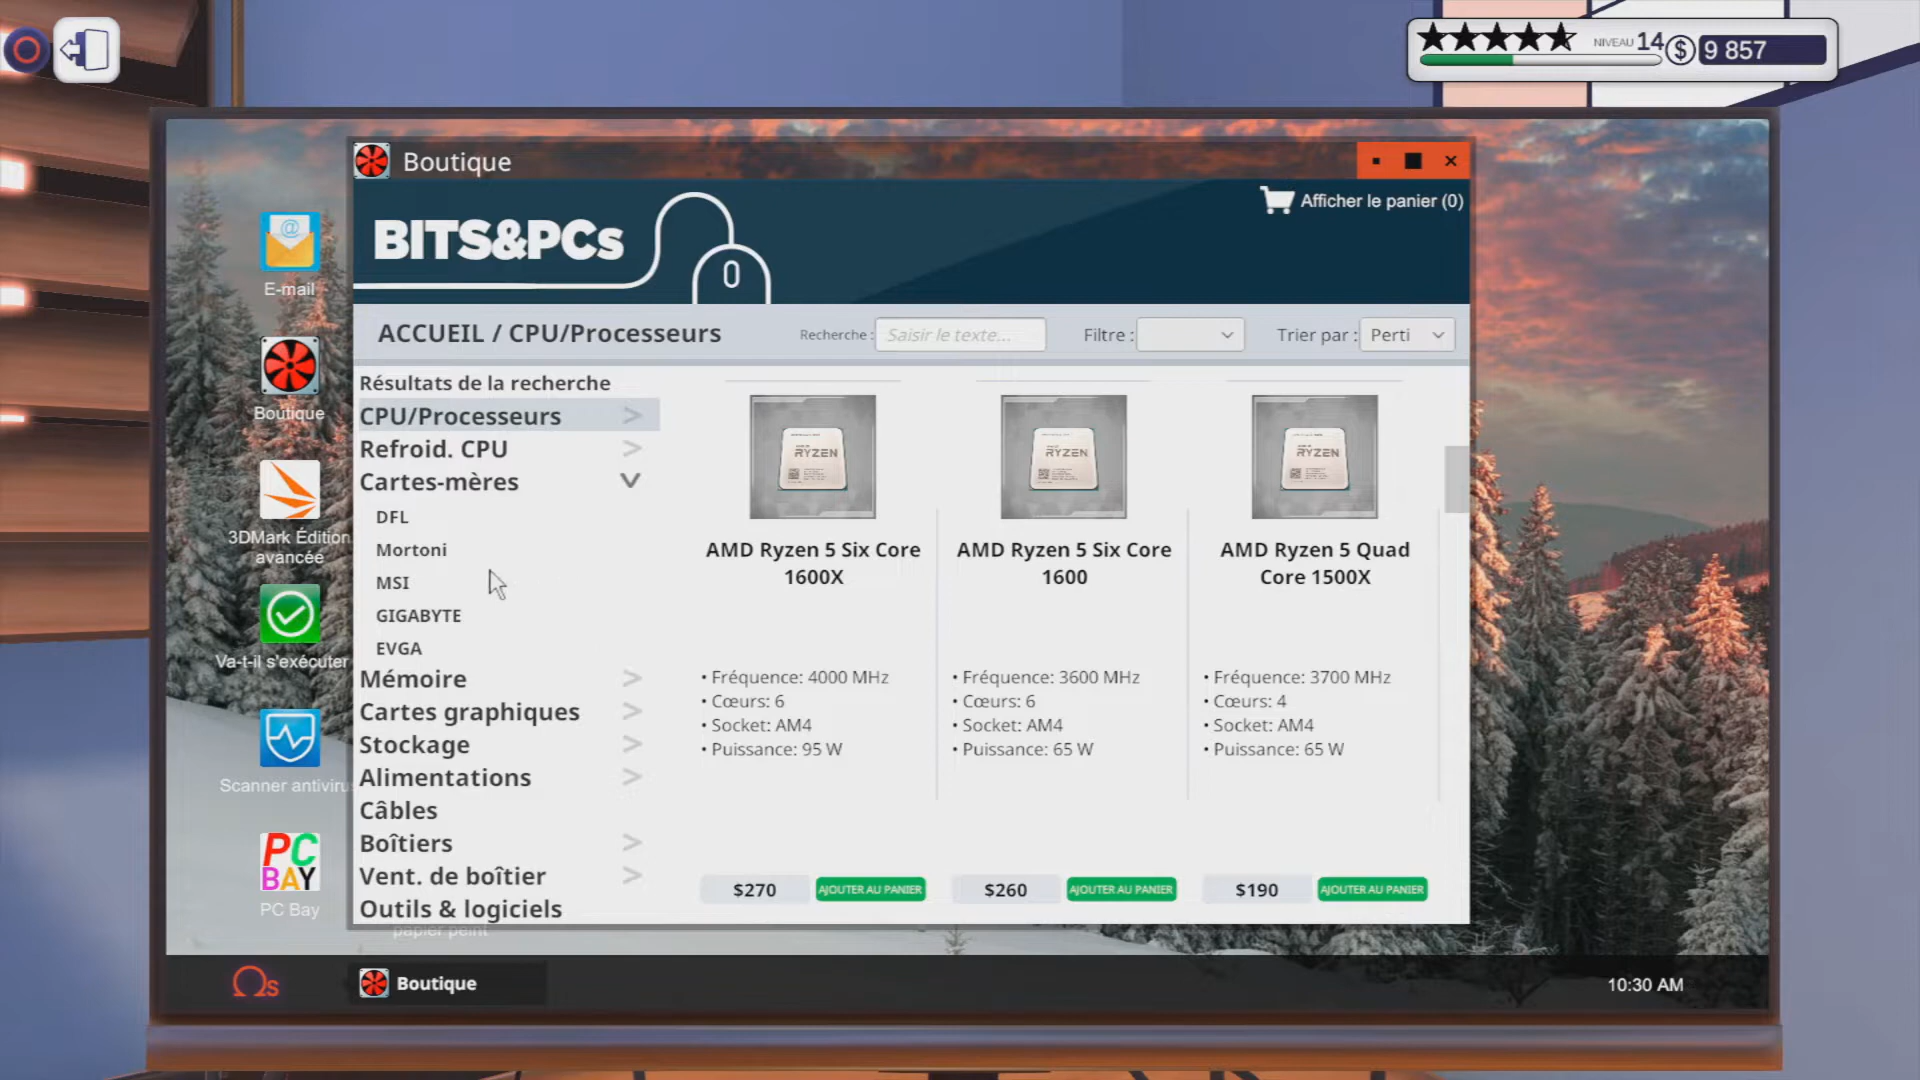 NIVEAU 14
$ 9 857
Boutique
BITS&PCs
Afficher le panier (0)
ACCUEIL / CPU/Processeurs
Recherche :
Saisir le texte...
Filtre :
Trier par :
Perti
E-mail
Boutique
3DMark Édition
avancée
Va-t-il s'exécuter
Scanner antiviru
PC
BAY
PC Bay
papier peint
Résultats de la recherche
CPU/Processeurs >
Refroid. CPU >
Cartes-mères
DFL
Mortoni
MSI
GIGABYTE
EVGA
Mémoire >
Cartes graphiques >
Stockage >
Alimentations >
Câbles
Boîtiers >
Vent. de boîtier >
Outils & logiciels
RYZEN
AMD Ryzen 5 Six Core
1600X
• Fréquence: 4000 MHz
• Cœurs: 6
• Socket: AM4
• Puissance: 95 W
$270
AJOUTER AU PANIER
RYZEN
AMD Ryzen 5 Six Core
1600
• Fréquence: 3600 MHz
• Cœurs: 6
• Socket: AM4
• Puissance: 65 W
$260
AJOUTER AU PANIER
RYZEN
AMD Ryzen 5 Quad
Core 1500X
• Fréquence: 3700 MHz
• Cœurs: 4
• Socket: AM4
• Puissance: 65 W
$190
AJOUTER AU PANIER
Ωs
Boutique
10:30 AM